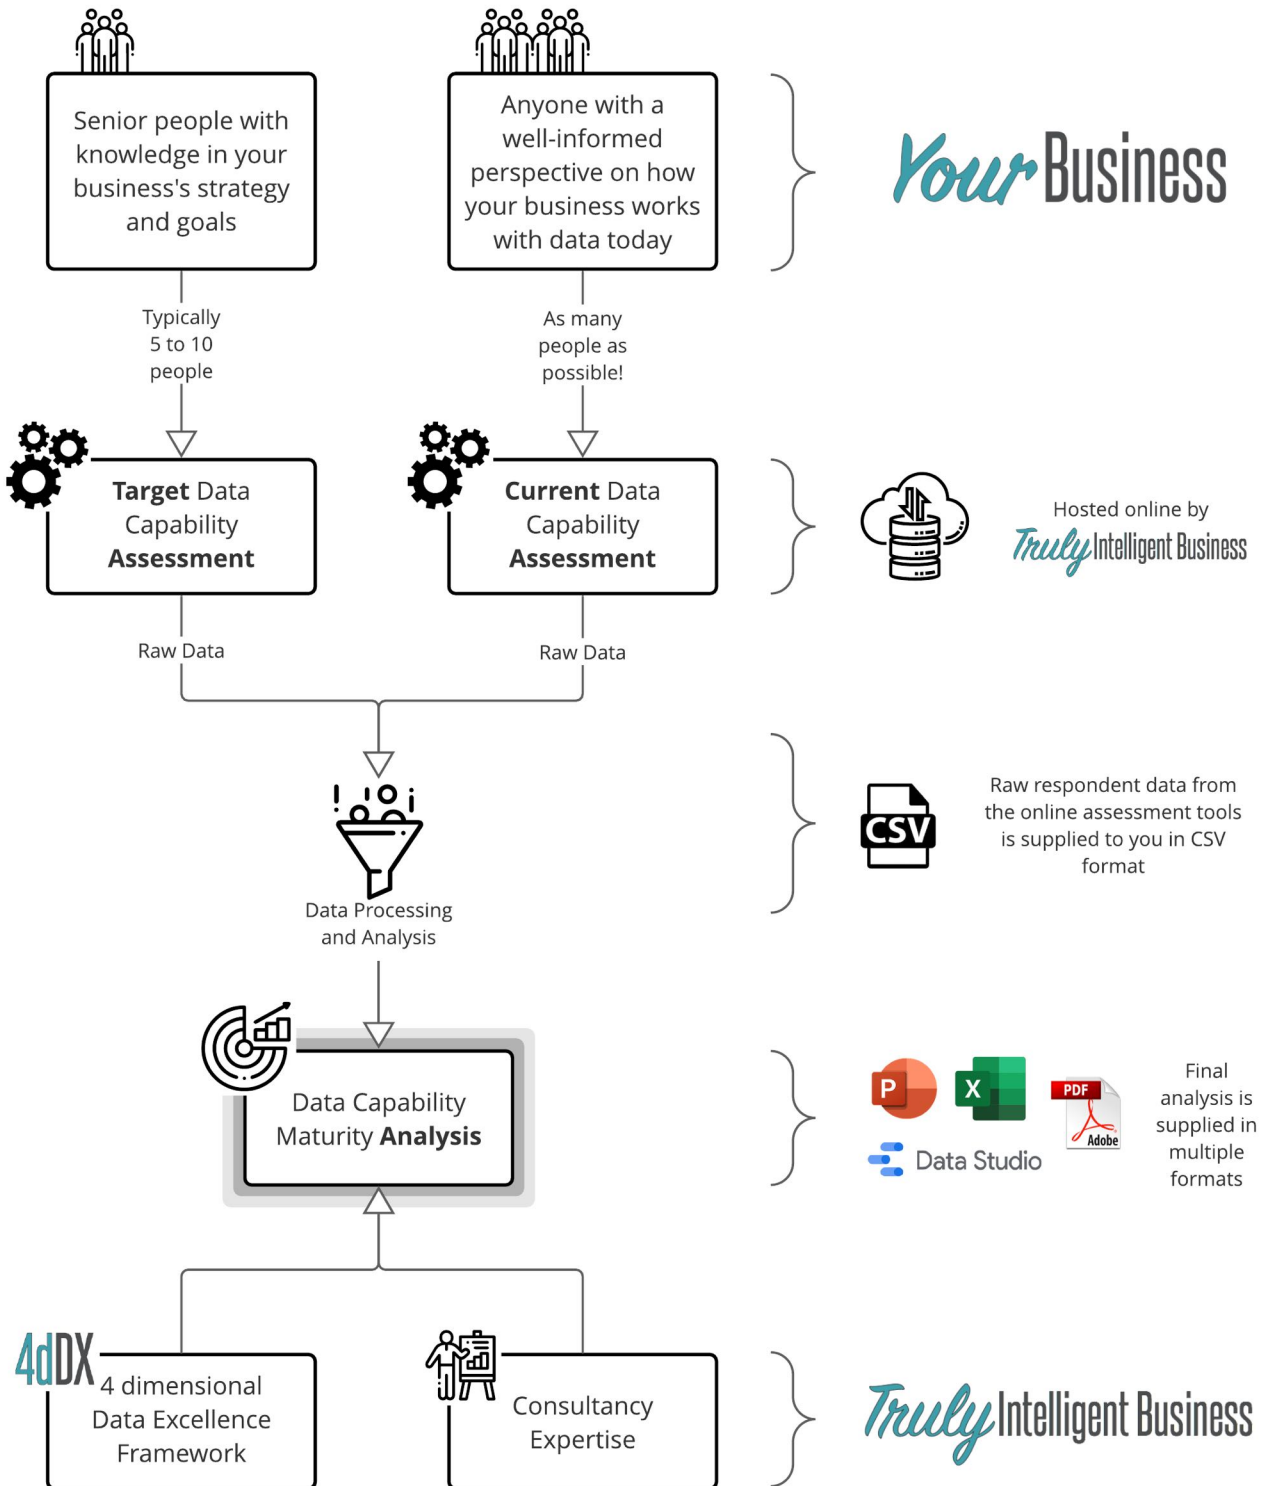 Senior people with
knowledge in your
business's strategy
and goals
Anyone with a
well-informed
perspective on how
your business works
with data today
Your Business
Typically
5 to 10
people
As many
people as
possible!
Target Data
Capability
Assessment
Current Data
Capability
Assessment
Hosted online by
Truly Intelligent Business
Raw Data
Raw Data
CSV
Raw respondent data from
the online assessment tools
is supplied to you in CSV
format
Data Processing
and Analysis
Data Capability
Maturity Analysis
P
X
PDF
Adobe
Data Studio
Final
analysis is
supplied in
multiple
formats
4dDX
4 dimensional
Data Excellence
Framework
Consultancy
Expertise
Truly Intelligent Business